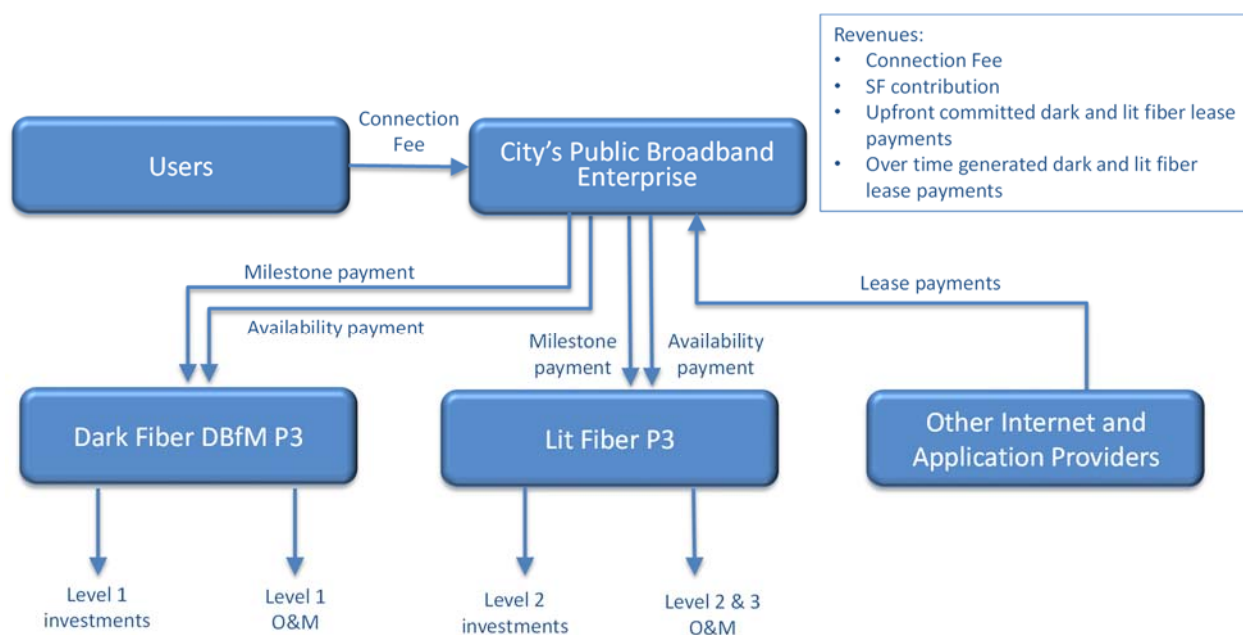 Revenues:
• Connection Fee
• SF contribution
• Upfront committed dark and lit fiber lease
payments
• Over time generated dark and lit fiber
lease payments
Users
Connection
Fee
City's Public Broadband
Enterprise
Milestone payment
Availability payment
Milestone
payment
Availability
payment
Lease payments
Dark Fiber DBfM P3
Lit Fiber P3
Other Internet and
Application Providers
Level 1
investments
Level 1
O&M
Level 2
investments
Level 2 & 3
O&M